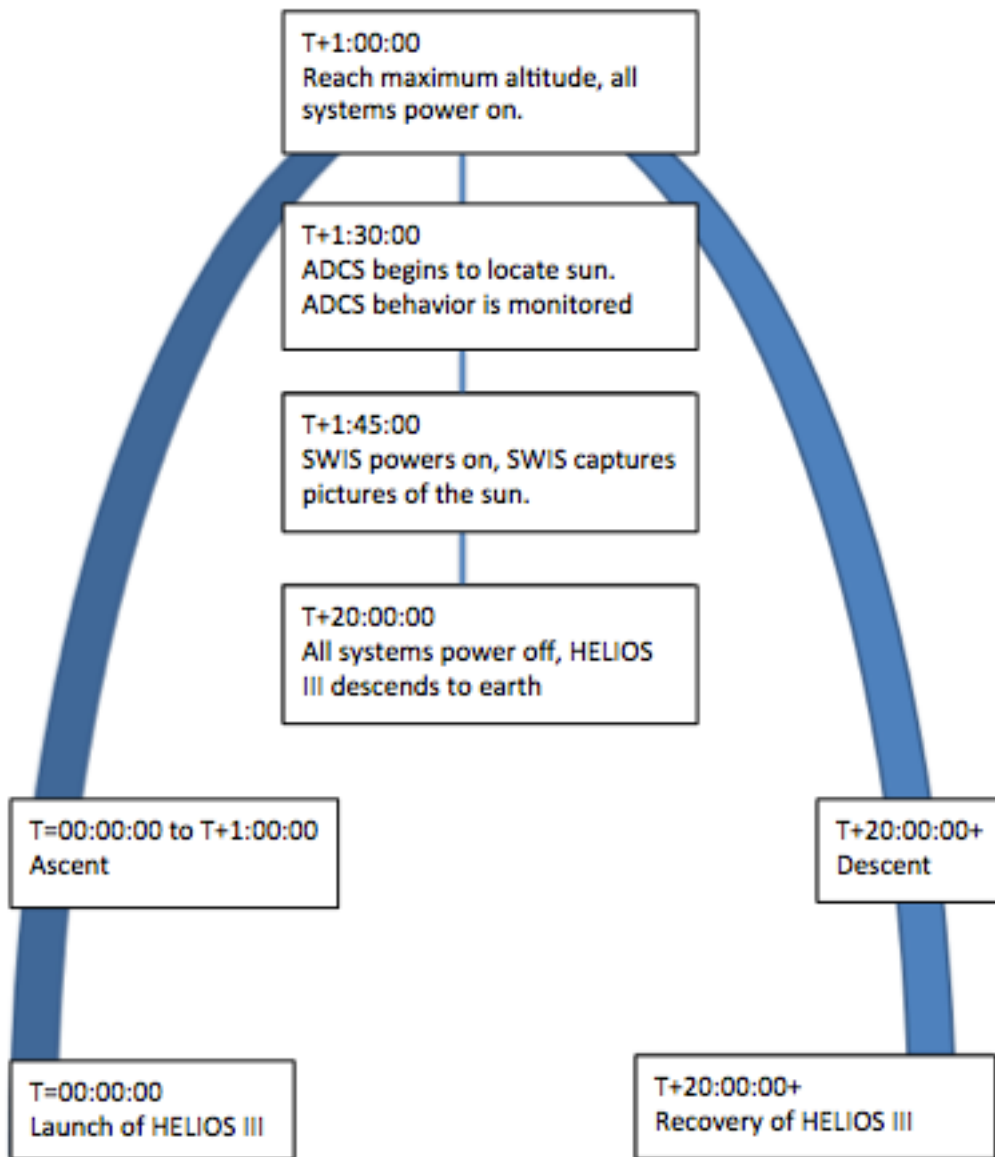 T+1:00:00
Reach maximum altitude, all
systems power on.
T+1:30:00
ADCS begins to locate sun.
ADCS behavior is monitored
T+1:45:00
SWIS powers on, SWIS captures
pictures of the sun.
T+20:00:00
All systems power off, HELIOS
III descends to earth
T=00:00:00 to T+1:00:00
Ascent
T+20:00:00+
Descent
T=00:00:00
Launch of HELIOS III
T+20:00:00+
Recovery of HELIOS III